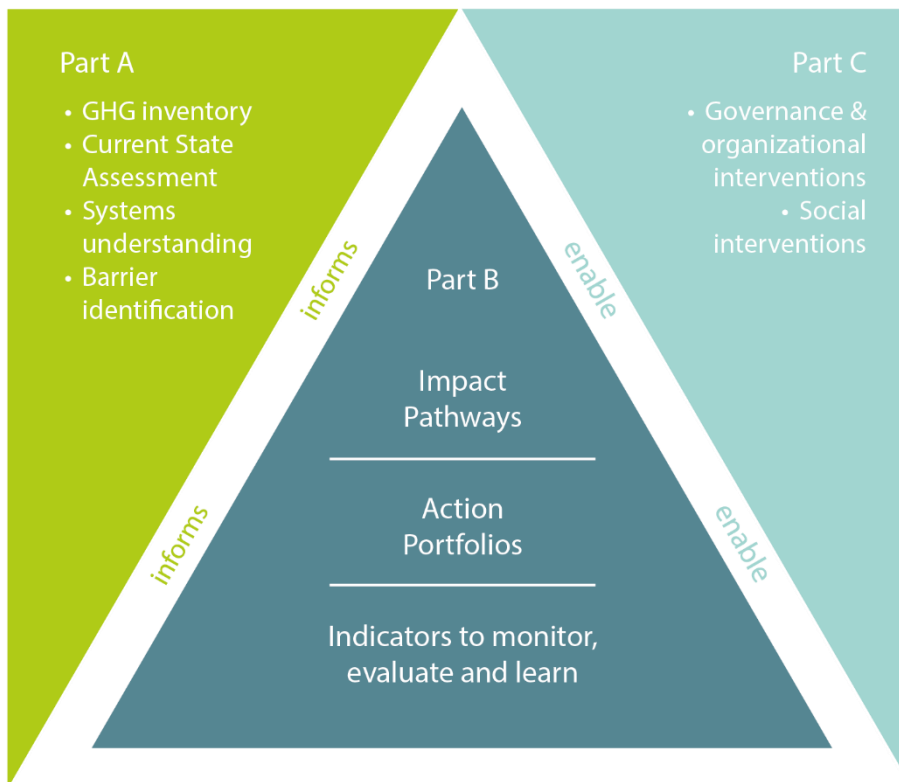 Part A
• GHG inventory
• Current State
Assessment
• Systems
understanding
• Barrier
identification
informs
informs
Part B
Impact
Pathways
Action
Portfolios
Indicators to monitor,
evaluate and learn
enable
enable
Part C
• Governance &
organizational
interventions
• Social
interventions